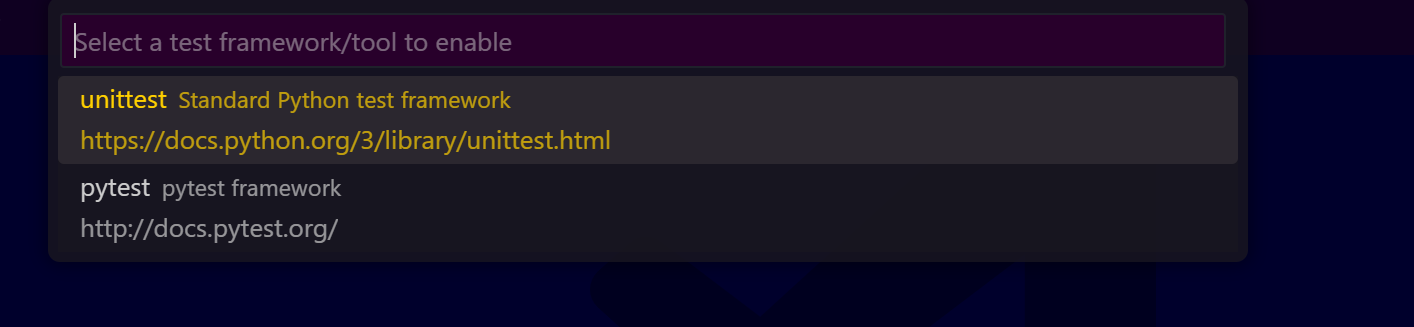 Select a test framework/tool to enable
unittest Standard Python test framework
https://docs.python.org/3/library/unittest.html
pytest pytest framework
http://docs.pytest.org/